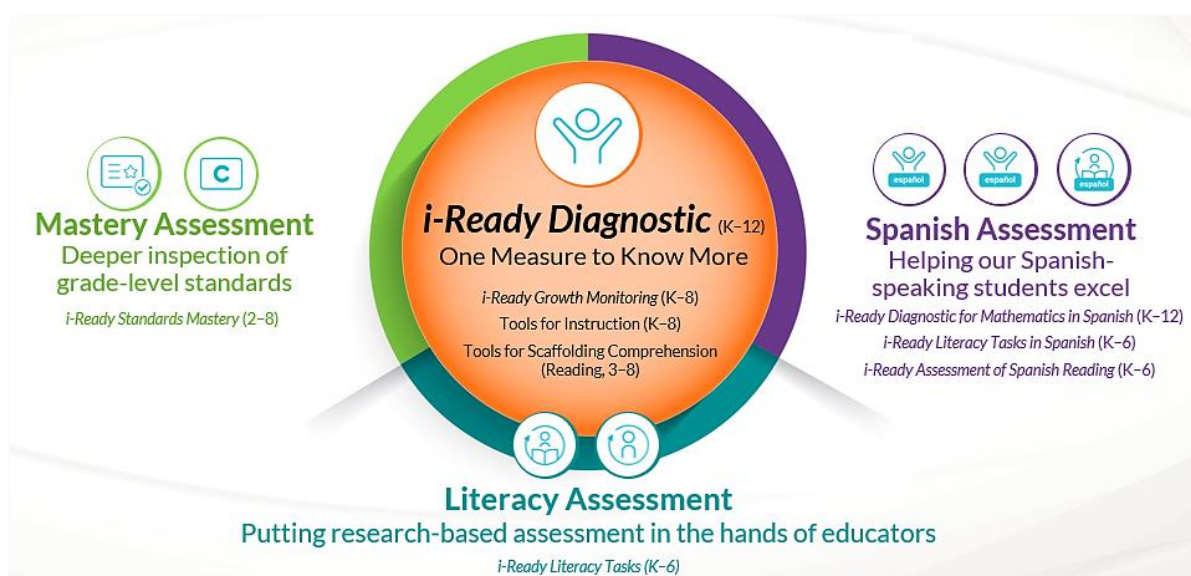 C
Mastery Assessment
Deeper inspection of
grade-level standards
i-Ready Standards Mastery (2–8)
i-Ready Diagnostic (K–12)
One Measure to Know More
i-Ready Growth Monitoring (K–8)
Tools for Instruction (K–8)
Tools for Scaffolding Comprehension
(Reading, 3–8)
español
español
español
Spanish Assessment
Helping our Spanish-
speaking students excel
i-Ready Diagnostic for Mathematics in Spanish (K–12)
i-Ready Literacy Tasks in Spanish (K–6)
i-Ready Assessment of Spanish Reading (K–6)
Literacy Assessment
Putting research-based assessment in the hands of educators
i-Ready Literacy Tasks (K–6)